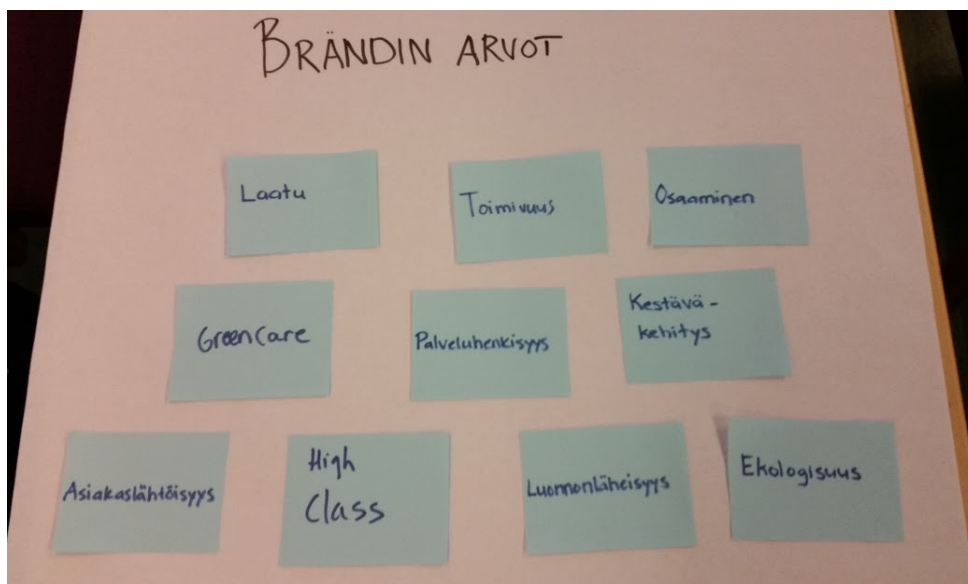 BRÄNDIN ARVOT
Laatu
Toimivuus
Osaaminen
GreenCare
Palveluhenkisyys
Kestävä-
kehitys
Asiakaslähtöisyys
High
Class
Luonnonläheisyys
Ekologisuus